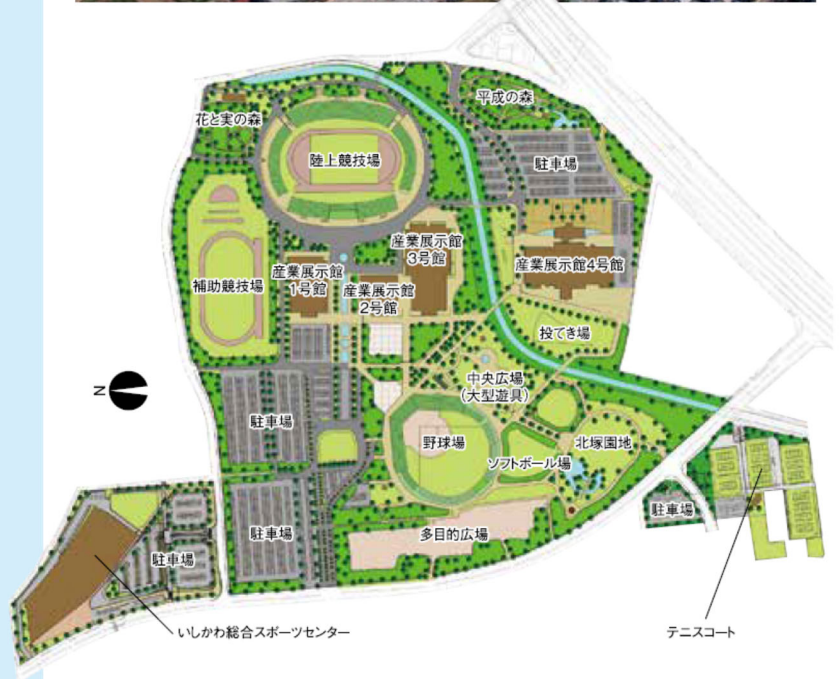 平成の森
花と実の森
陸上競技場
駐車場
産業展示館
3号館
産業展示館4号館
産業展示館
1号館
補助競技場
産業展示館
2号館
投てき場
中央広場
(大型遊具)
N
駐車場
野球場
北塚園地
ソフトボール場
駐車場
駐車場
多目的広場
駐車場
いしかわ総合スポーツセンター
テニスコート